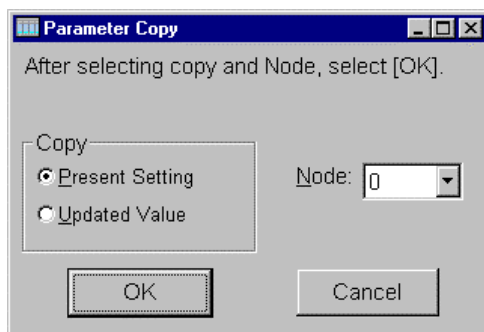 Parameter Copy
After selecting copy and Node, select [OK].
Copy
Present Setting
Node: 0
Updated Value
OK Cancel